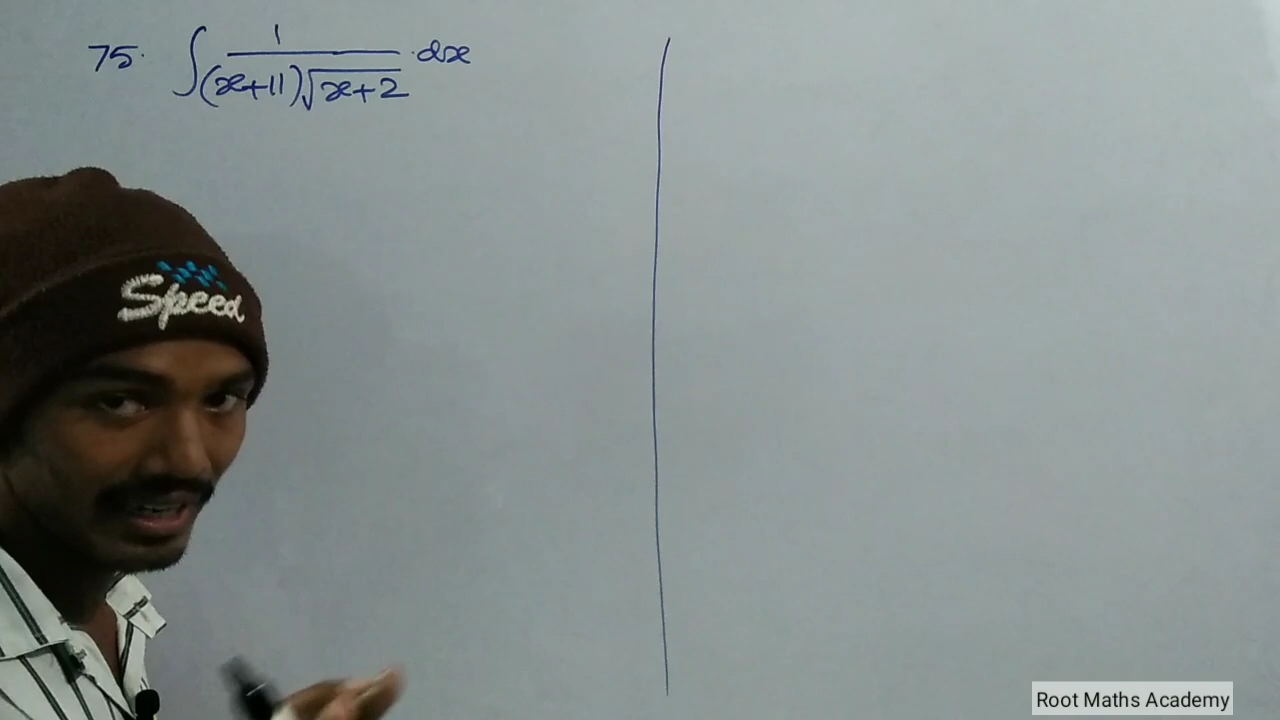 75. ∫ 1/((x+11)√(x+2)) .dx
Speed
Root Maths Academy